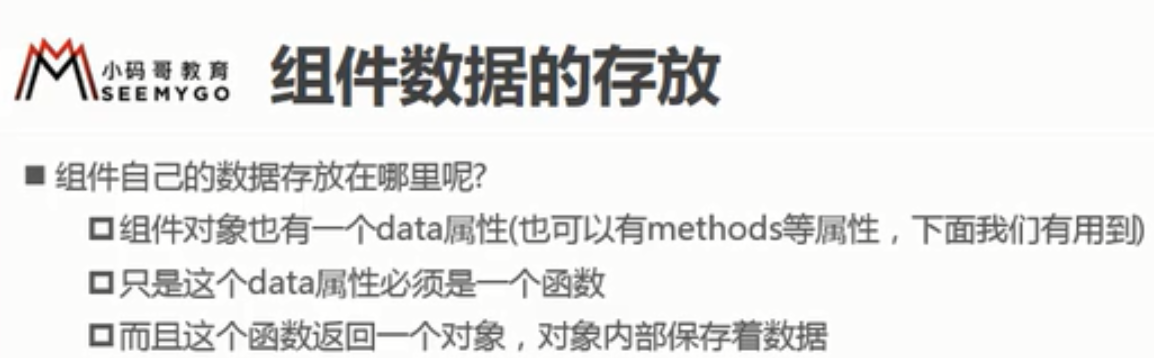 小码哥教育
SEEMYGO
组件数据的存放
组件自己的数据存放在哪里呢?
组件对象也有一个data属性(也可以有methods等属性，下面我们有用到)
只是这个data属性必须是一个函数
而且这个函数返回一个对象，对象内部保存着数据